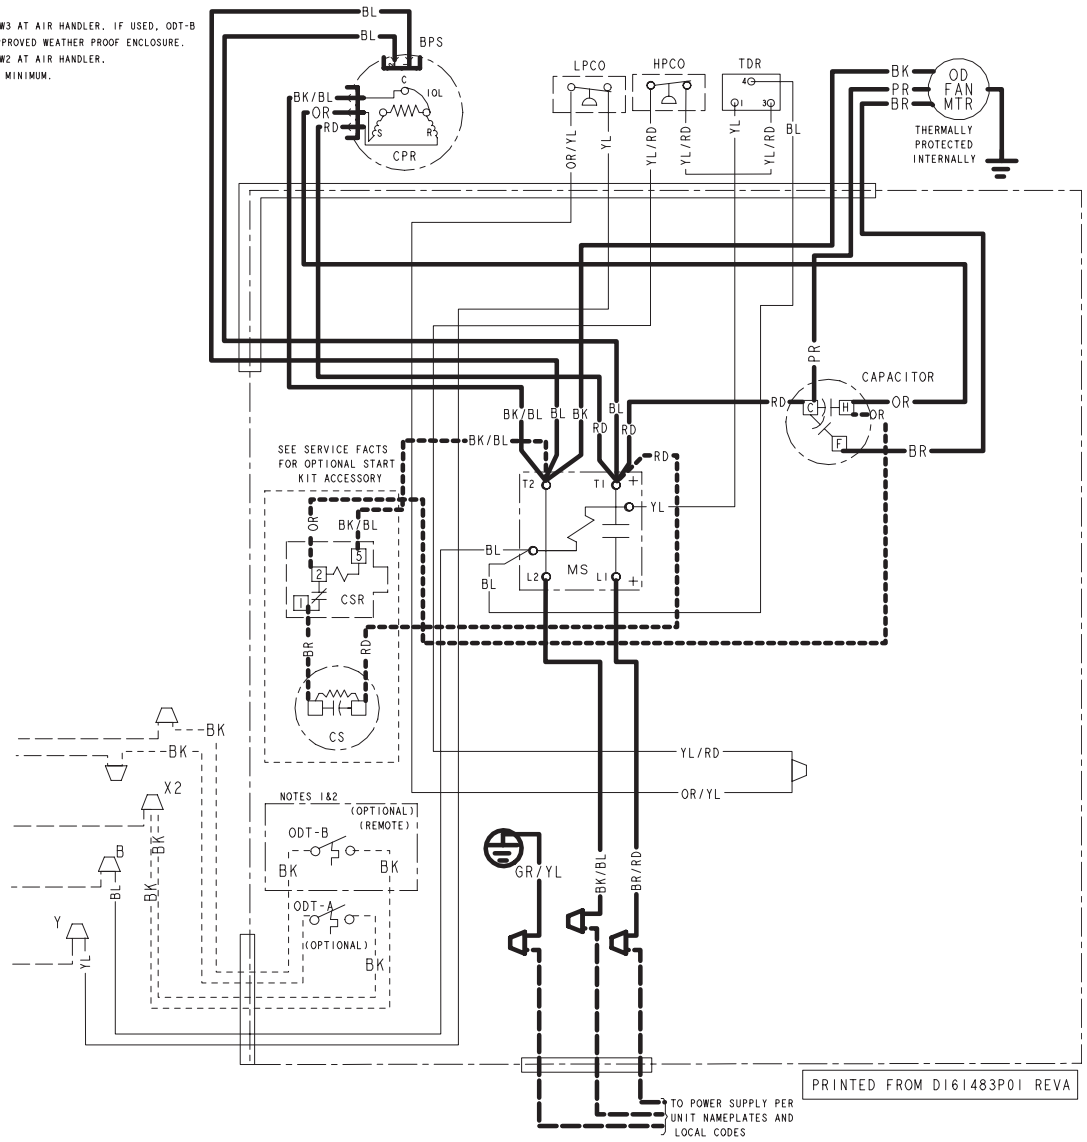 W3 AT AIR HANDLER. IF USED, ODT-B
PPROVED WEATHER PROOF ENCLOSURE.
W2 AT AIR HANDLER.
MINIMUM.
BL
BL
BPS
C
IOL
BK/BL
OR
RD
S
R
CPR
LPCO
HPCO
TDR
4
1
3
OR/YL
YL
YL/RD
YL/RD
YL
YL/RD
BL
BK
PR
BR
OD
FAN
MTR
THERMALLY
PROTECTED
INTERNALLY
PR
CAPACITOR
RD
C
H
OR
OR
F
BR
BK/BL
BL
BK
RD
BL
RD
BK/BL
RD
SEE SERVICE FACTS
FOR OPTIONAL START
KIT ACCESSORY
T2
T1
+
YL
OR
BK/BL
5
2
1
CSR
BL
BL
L2
MS
L1
+
BR
RD
CS
BK
BK
YL/RD
OR/YL
X2
NOTES 1&2
(OPTIONAL)
(REMOTE)
ODT-B
BK
BK
BK
BK
B
BL
ODT-A
(OPTIONAL)
BK
Y
YL
GR/YL
BK/BL
BR/RD
PRINTED FROM D161483P01 REVA
TO POWER SUPPLY PER
UNIT NAMEPLATES AND
LOCAL CODES